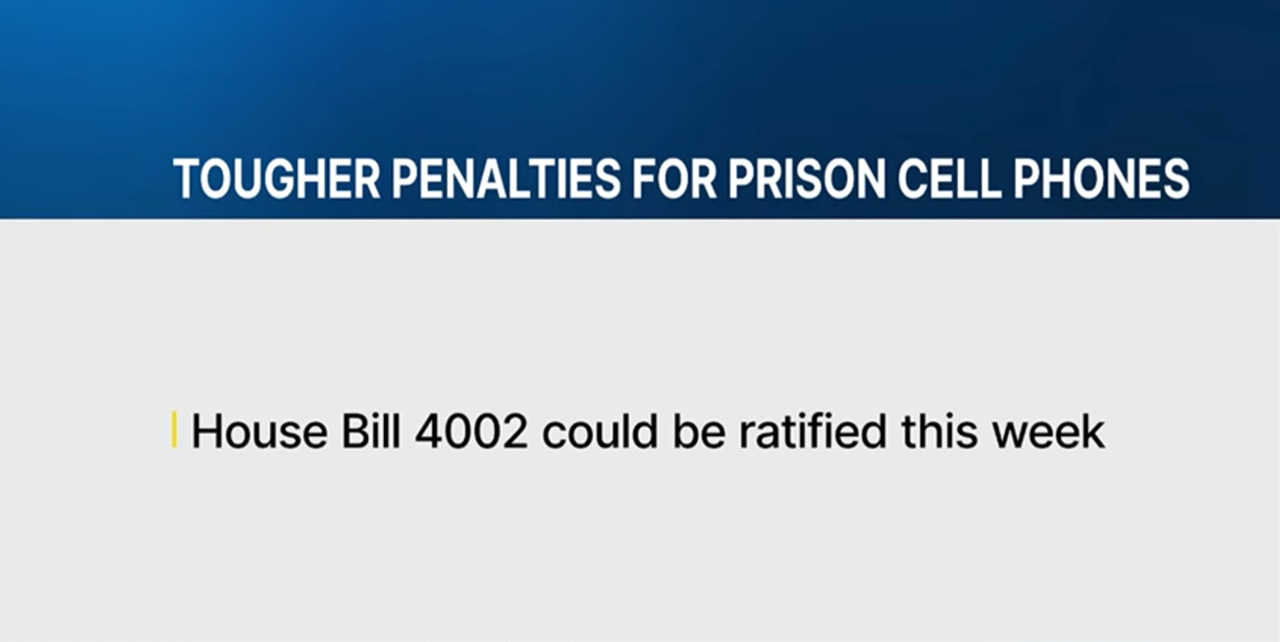 TOUGHER PENALTIES FOR PRISON CELL PHONES
House Bill 4002 could be ratified this week